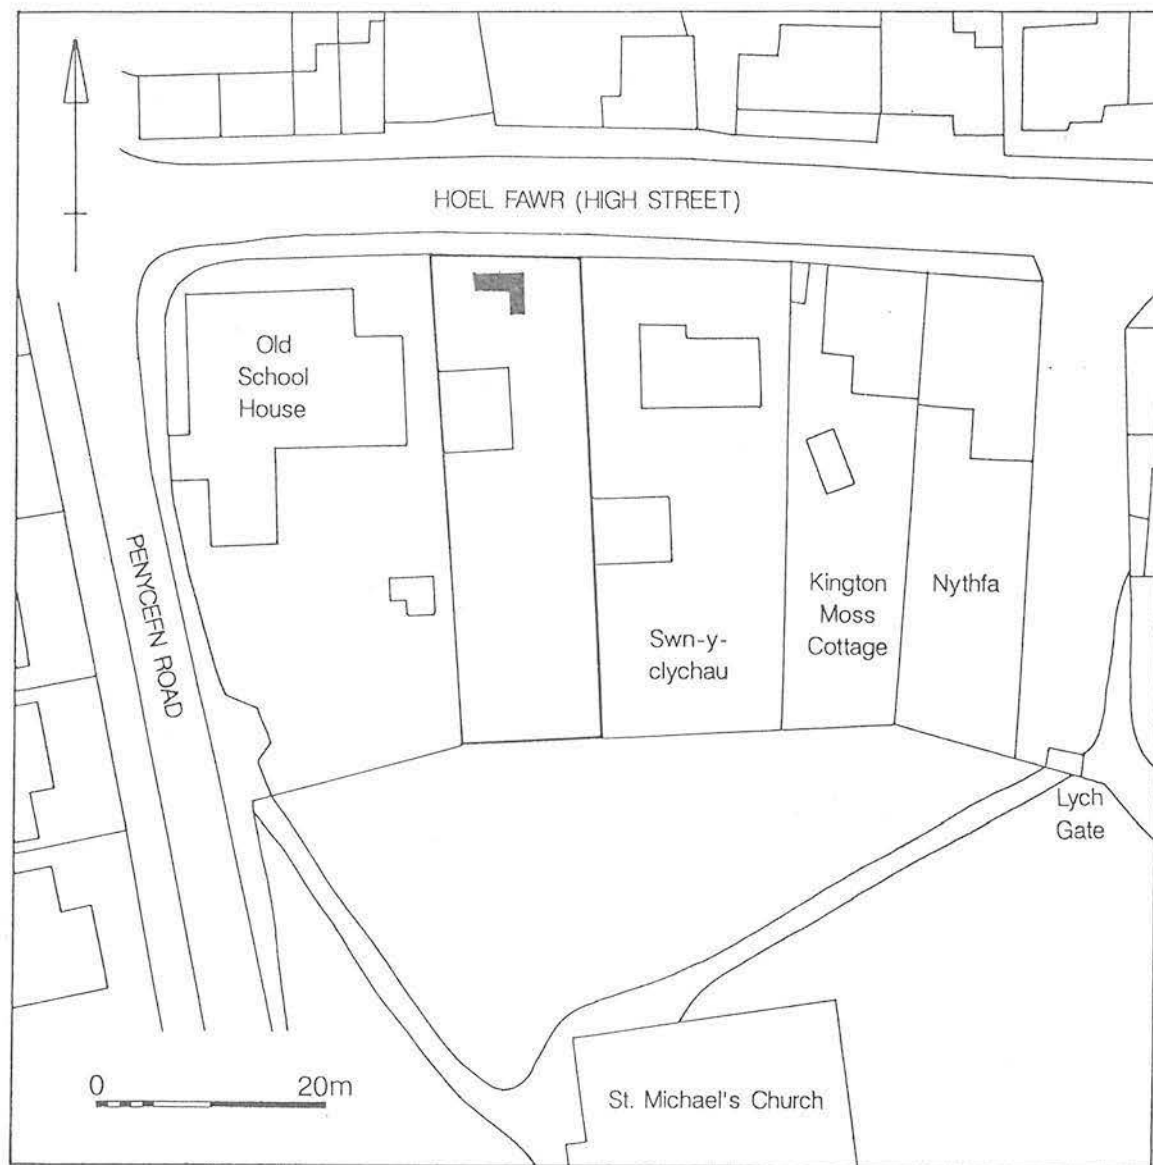 HOEL FAWR (HIGH STREET)
Old
School
House
PENYCEFN ROAD
Swn-y-
clychau
Kington
Moss
Cottage
Nythfa
Lych
Gate
0 20m
St. Michael's Church